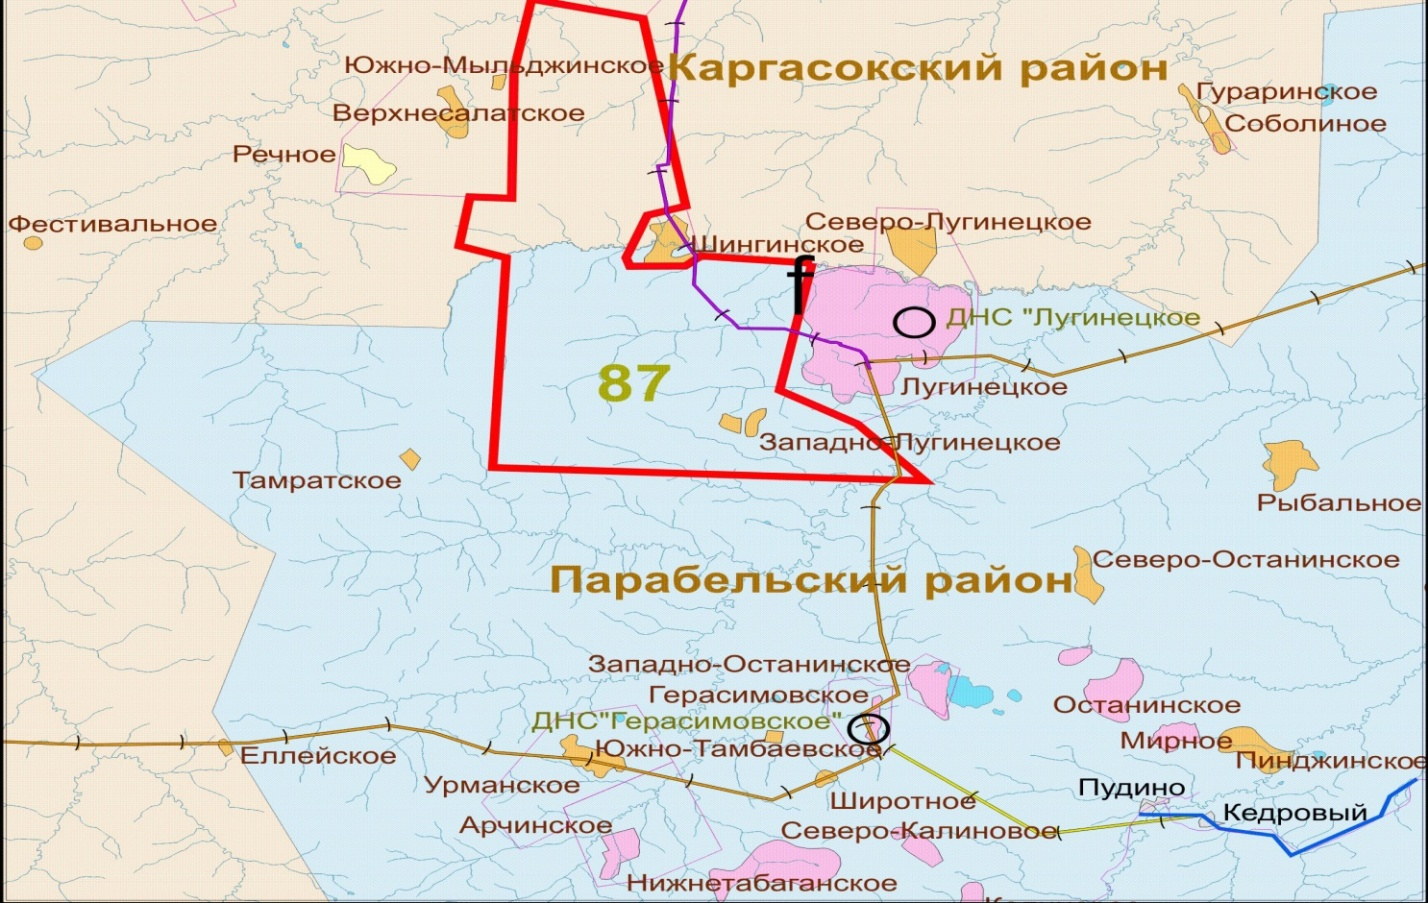 Южно-Мыльджинское
Каргасокский район
Гураринское
Верхнесалатское
Соболиное
Речное
Фестивальное
Северо-Лугинецкое
Шингинское
f
ДНС "Лугинецкое
87
Лугинецкое
Западно-Лугинецкое
Тамратское
Рыбальное
Северо-Останинское
Парабельский район
Западно-Останинское
Герасимовское
Останинское
ДНС"Герасимовское"
Южно-Тамбаевское
Мирное
Еллейское
Пинджинское
Урманское
Пудино
Широтное
Кедровый
Арчинское
Северо-Калиновое
Нижнетабаганское